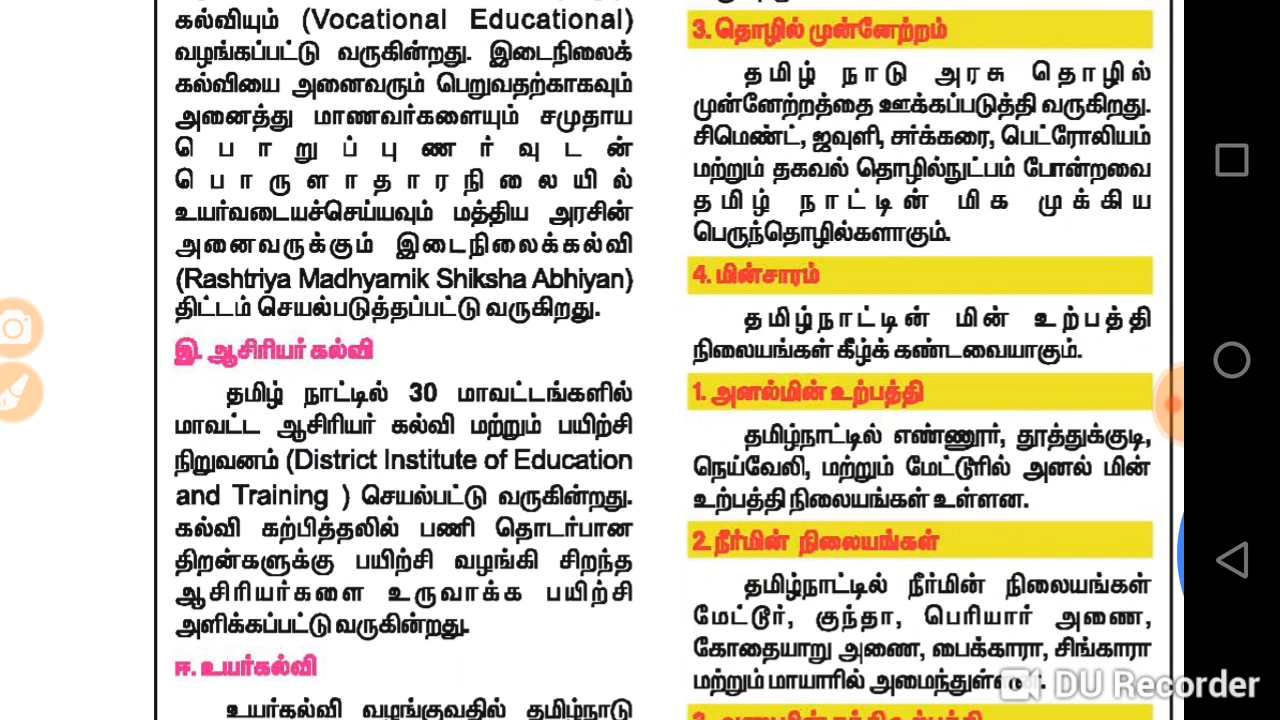 கல்வியும் (Vocational Educational)
வழங்கப்பட்டு வருகின்றது. இடைநிலைக்
கல்வியை அனைவரும் பெறுவதற்காகவும்
அனைத்து மாணவர்களையும் சமுதாய
பொறுப்புணர்வுடன்
பொருளாதாரநிலையில்
உயர்வடையச்செய்யவும் மத்திய அரசின்
அனைவருக்கும் இடைநிலைக்கல்வி
(Rashtriya Madhyamik Shiksha Abhiyan)
திட்டம் செயல்படுத்தப்பட்டு வருகிறது.
இ. ஆசிரியர் கல்வி
தமிழ் நாட்டில் 30 மாவட்டங்களில்
மாவட்ட ஆசிரியர் கல்வி மற்றும் பயிற்சி
நிறுவனம் (District Institute of Education
and Training ) செயல்பட்டு வருகின்றது.
கல்வி கற்பித்தலில் பணி தொடர்பான
திறன்களுக்கு பயிற்சி வழங்கி சிறந்த
ஆசிரியர்களை உருவாக்க பயிற்சி
அளிக்கப்பட்டு வருகின்றது.
ஈ. உயர்கல்வி
உயர்கல்வி வழங்குவதில் தமிழ்நாடு
3. தொழில் முன்னேற்றம்
தமிழ் நாடு அரசு தொழில்
முன்னேற்றத்தை ஊக்கப்படுத்தி வருகிறது.
சிமெண்ட், ஜவுளி, சர்க்கரை, பெட்ரோலியம்
மற்றும் தகவல் தொழில்நுட்பம் போன்றவை
தமிழ் நாட்டின் மிக முக்கிய
பெருந்தொழில்களாகும்.
4. மின்சாரம்
தமிழ்நாட்டின் மின் உற்பத்தி
நிலையங்கள் கீழ்க் கண்டவையாகும்.
1. அனல்மின் உற்பத்தி
தமிழ்நாட்டில் எண்ணூர், தூத்துக்குடி,
நெய்வேலி, மற்றும் மேட்டூரில் அனல் மின்
உற்பத்தி நிலையங்கள் உள்ளன.
2. நீர்மின் நிலையங்கள்
தமிழ்நாட்டில் நீர்மின் நிலையங்கள்
மேட்டூர், குந்தா, பெரியார் அணை,
கோதையாறு அணை, பைக்காரா, சிங்காரா
மற்றும் மாயாரில் அமைந்துள்ளன.
DU Recorder